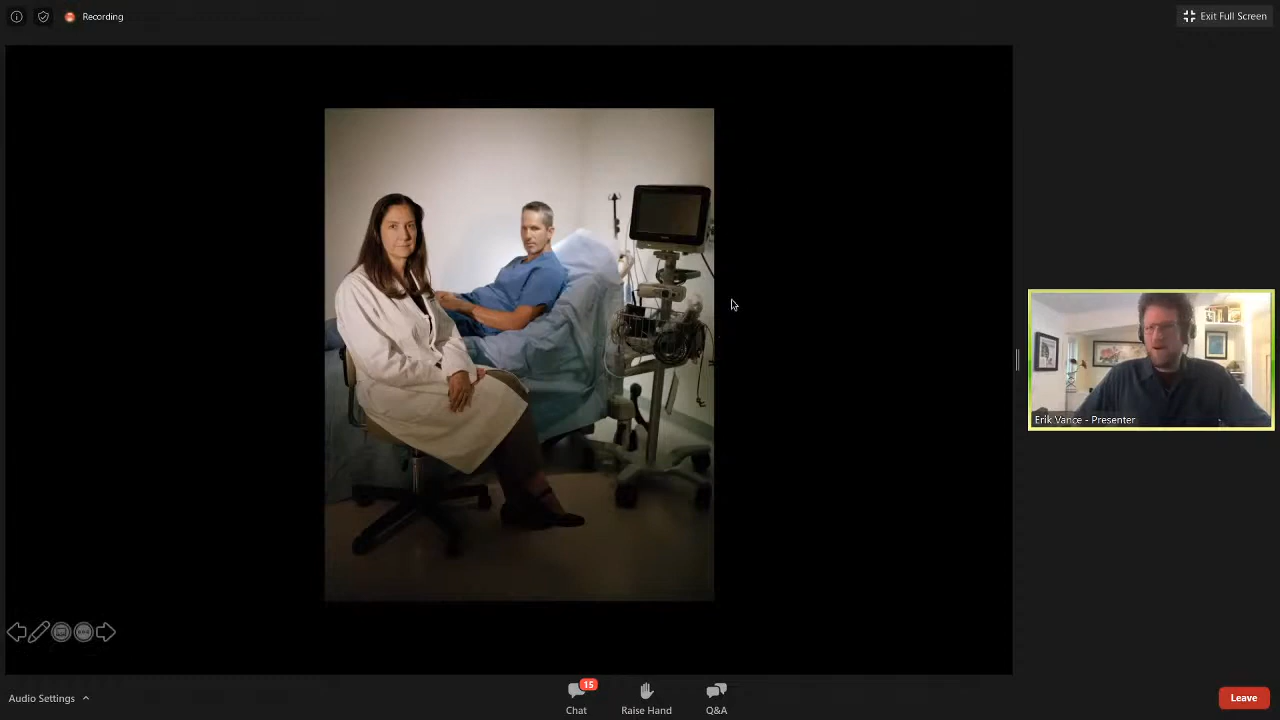 Recording
Exit Full Screen
Erik Vance - Presenter
Audio Settings
15
Chat
Raise Hand
Q&A
Leave